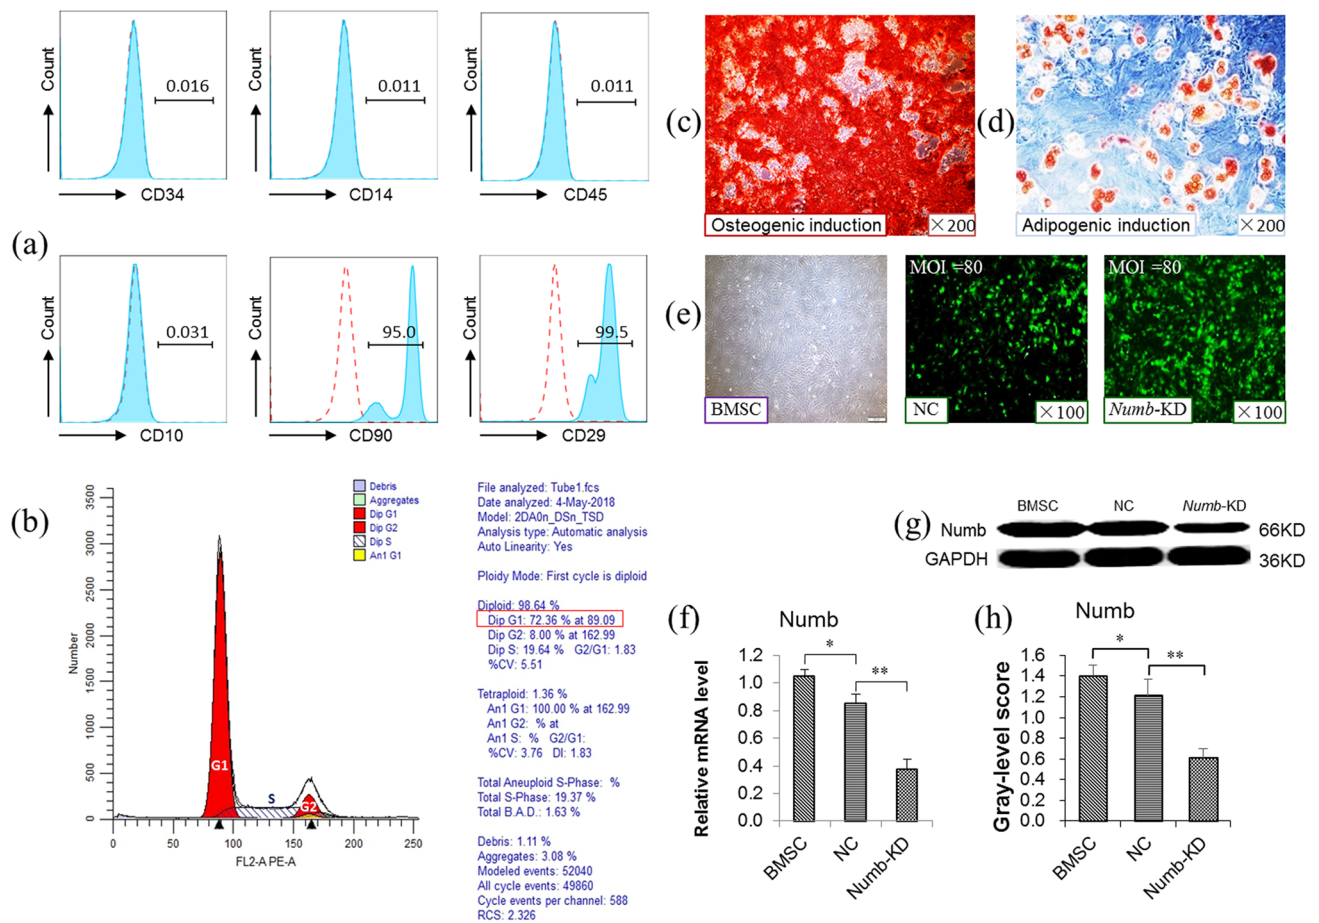 (a)
Count
0.016
CD34
Count
0.011
CD14
Count
0.011
CD45
Count
0.031
CD10
Count
95.0
CD90
Count
99.5
CD29
(c)
Osteogenic induction
×200
(d)
Adipogenic induction
×200
(e)
BMSC
MOI =80
NC
×100
MOI =80
Numb-KD
×100
(b)
Number
3500
3000
2500
2000
1500
1000
500
0
G1
S
G2
0 50 100 150 200 250
FL2-A PE-A
Debris
Aggregates
Dip G1
Dip G2
Dip S
An1 G1
File analyzed: Tube1.fcs
Date analyzed: 4-May-2018
Model: 2DA0n_DSn_TSD
Analysis type: Automatic analysis
Auto Linearity: Yes
Ploidy Mode: First cycle is diploid
Diploid: 98.64 %
Dip G1: 72.36 % at 89.09
Dip G2: 8.00 % at 162.99
Dip S: 19.64 % G2/G1: 1.83
%CV: 5.51
Tetraploid: 1.36 %
An1 G1: 100.00 % at 162.99
An1 G2: % at
An1 S: % G2/G1:
%CV: 3.76 DI: 1.83
Total Aneuploid S-Phase: %
Total S-Phase: 19.37 %
Total B.A.D.: 1.63 %
Debris: 1.11 %
Aggregates: 3.08 %
Modeled events: 52040
All cycle events: 49860
Cycle events per channel: 588
RCS: 2.326
(g)
BMSC NC Numb-KD
Numb 66KD
GAPDH 36KD
(f)
Numb
Relative mRNA level
1.2
1.0
0.8
0.6
0.4
0.2
0.0
*
**
BMSC
NC
Numb-KD
(h)
Numb
Gray-level score
1.6
1.4
1.2
1.0
0.8
0.6
0.4
0.2
0.0
*
**
BMSC
NC
Numb-KD